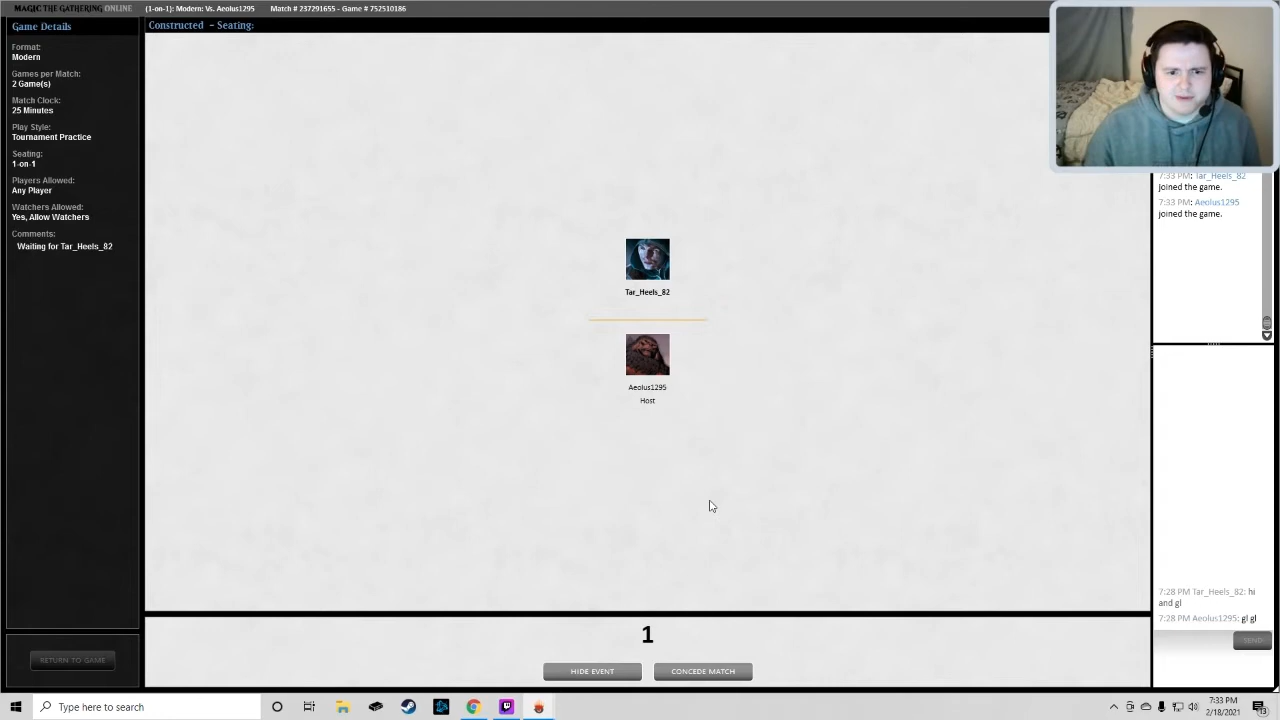 MAGIC THE GATHERING ONLINE
(1-on-1): Modern: Vs. Aeolus1295
Match # 237291655 - Game # 752510186
Game Details
Constructed - Seating:
Format:
Modern
Games per Match:
2 Game(s)
Match Clock:
25 Minutes
Play Style:
Tournament Practice
Seating:
1-on-1
Players Allowed:
Any Player
Watchers Allowed:
Yes, Allow Watchers
Comments:
Waiting for Tar_Heels_82
Tar_Heels_82
Aeolus1295
Host
7:33 PM: Tar_Heels_82
joined the game.
7:33 PM: Aeolus1295
joined the game.
7:28 PM Tar_Heels_82: hi
and gl
7:28 PM Aeolus1295: gl gl
SEND
1
HIDE EVENT
CONCEDE MATCH
RETURN TO GAME
Type here to search
7:33 PM
2/18/2021
13